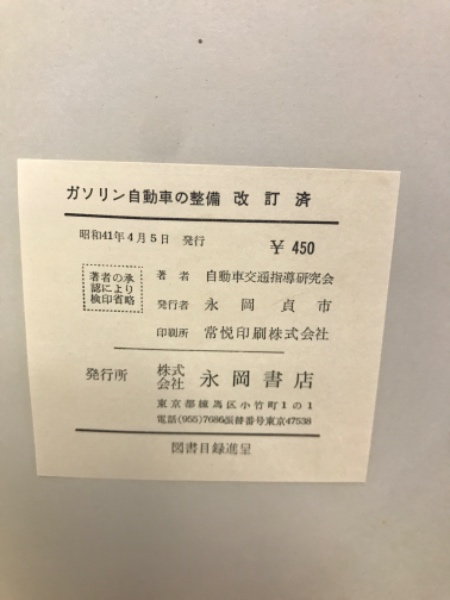 ガソリン自動車の整備 改訂済
昭和41年4月5日 発行 ¥450
著者の承
認により
検印省略
著者 自動車交通指導研究会
発行者 永岡貞市
印刷所 常悦印刷株式会社
発行所 株式会社 永岡書店
東京都練馬区小竹町1の1
電話(955)7686振替番号東京47538
図書目録進呈